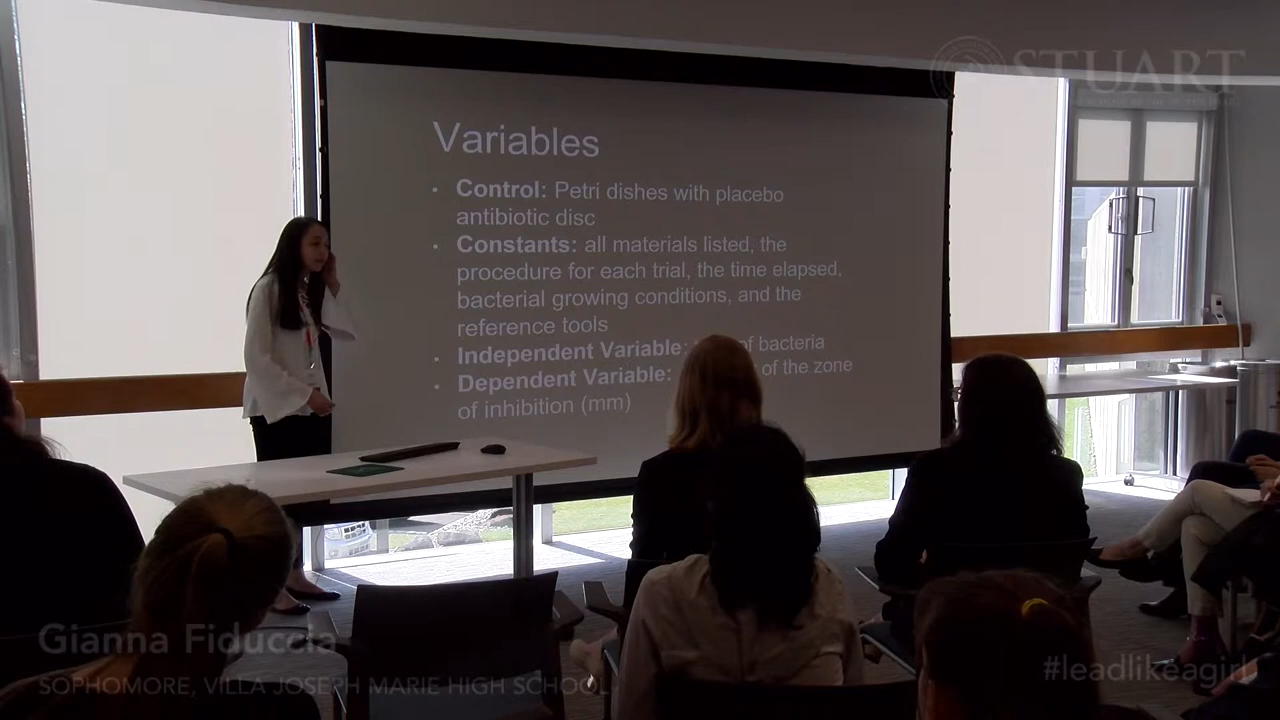 STUART
Variables
• Control: Petri dishes with placebo
antibiotic disc
• Constants: all materials listed, the
procedure for each trial, the time elapsed,
bacterial growing conditions, and the
reference tools
• Independent Variable: of bacteria
• Dependent Variable: of the zone
of inhibition (mm)
Gianna Fiduccia
SOPHOMORE, VILLA JOSEPH MARIE HIGH SCHOOL
#leadlikeagirl